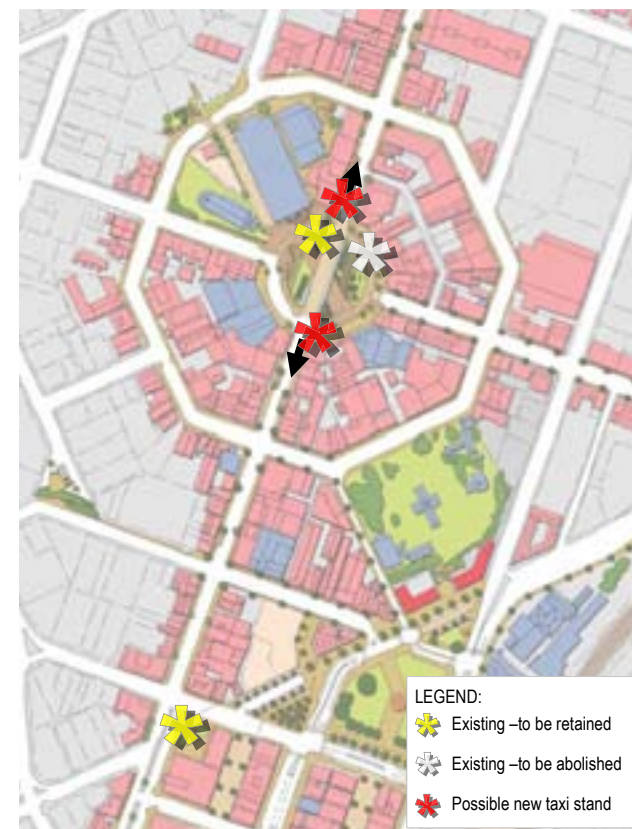 LEGEND:
Existing –to be retained
Existing –to be abolished
Possible new taxi stand